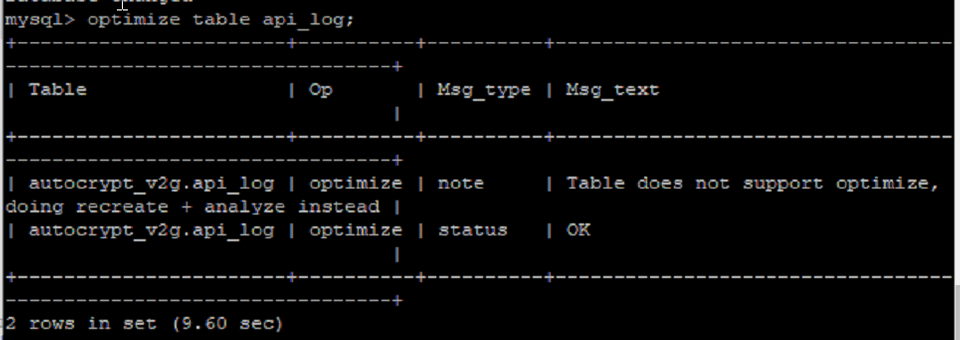 mysql> optimize table api_log;
+-----------------------+----------+----------+---------------------------------
----------------------------------+
| Table                 | Op       | Msg_type | Msg_text
                                  |
+-----------------------+----------+----------+---------------------------------
----------------------------------+
| autocrypt_v2g.api_log | optimize | note     | Table does not support optimize,
doing recreate + analyze instead |
| autocrypt_v2g.api_log | optimize | status   | OK
                                  |
+-----------------------+----------+----------+---------------------------------
----------------------------------+
2 rows in set (9.60 sec)